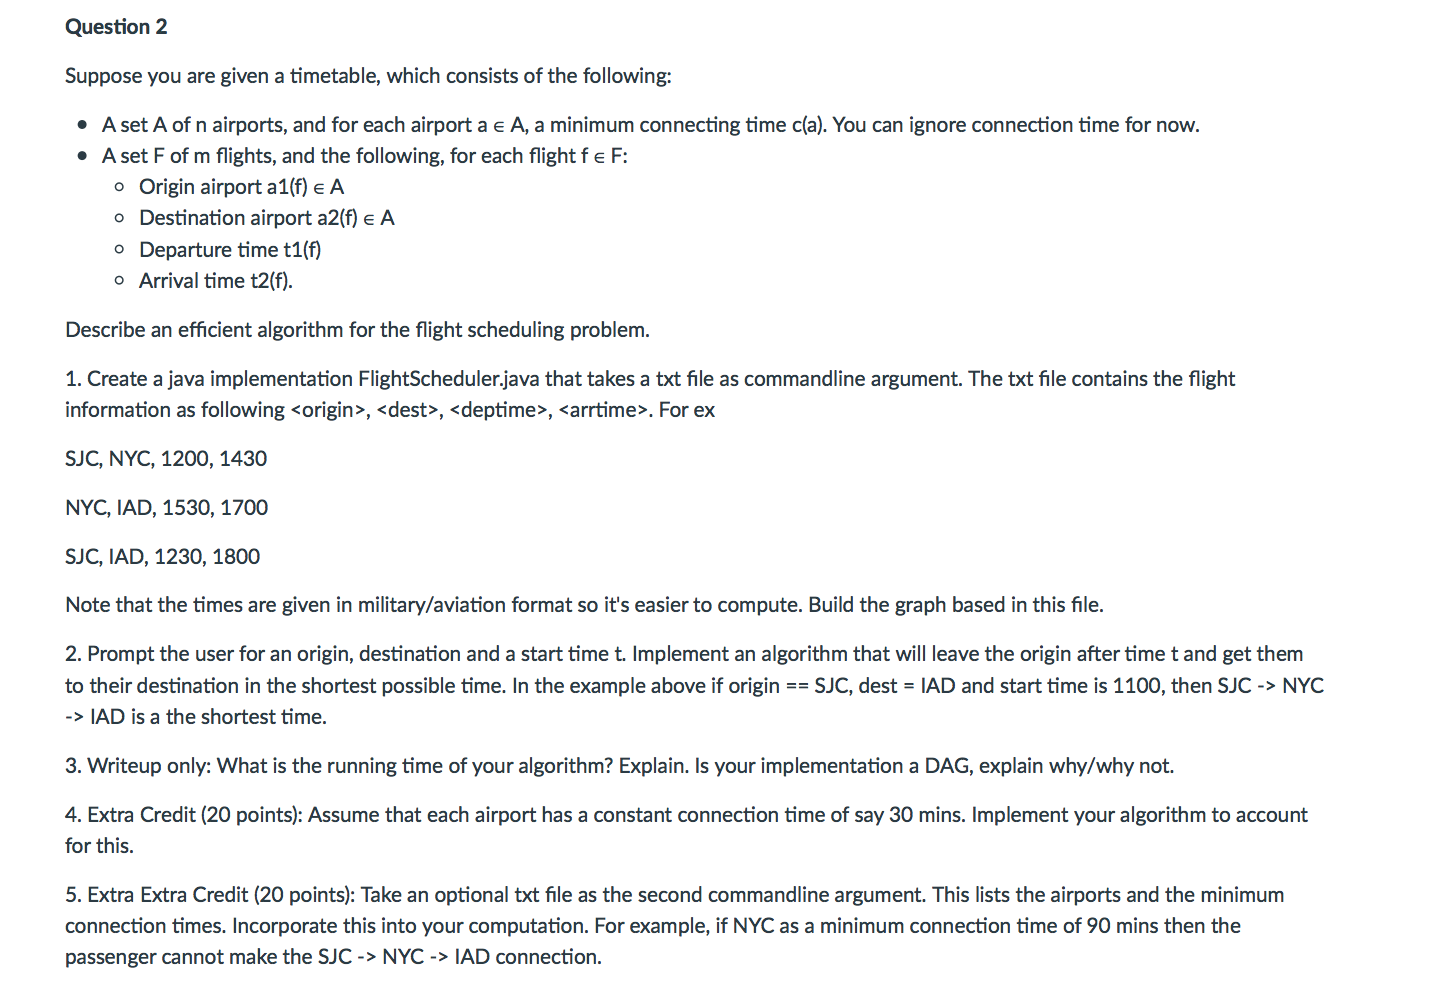 Question 2
Suppose you are given a timetable, which consists of the following:
• A set A of n airports, and for each airport a ∈ A, a minimum connecting time c(a). You can ignore connection time for now.
• A set F of m flights, and the following, for each flight f ∈ F:
◦ Origin airport a1(f) ∈ A
◦ Destination airport a2(f) ∈ A
◦ Departure time t1(f)
◦ Arrival time t2(f).
Describe an efficient algorithm for the flight scheduling problem.
1. Create a java implementation FlightScheduler.java that takes a txt file as commandline argument. The txt file contains the flight
information as following <origin>, <dest>, <deptime>, <arrtime>. For ex
SJC, NYC, 1200, 1430
NYC, IAD, 1530, 1700
SJC, IAD, 1230, 1800
Note that the times are given in military/aviation format so it's easier to compute. Build the graph based in this file.
2. Prompt the user for an origin, destination and a start time t. Implement an algorithm that will leave the origin after time t and get them
to their destination in the shortest possible time. In the example above if origin == SJC, dest = IAD and start time is 1100, then SJC -> NYC
-> IAD is a the shortest time.
3. Writeup only: What is the running time of your algorithm? Explain. Is your implementation a DAG, explain why/why not.
4. Extra Credit (20 points): Assume that each airport has a constant connection time of say 30 mins. Implement your algorithm to account
for this.
5. Extra Extra Credit (20 points): Take an optional txt file as the second commandline argument. This lists the airports and the minimum
connection times. Incorporate this into your computation. For example, if NYC as a minimum connection time of 90 mins then the
passenger cannot make the SJC -> NYC -> IAD connection.